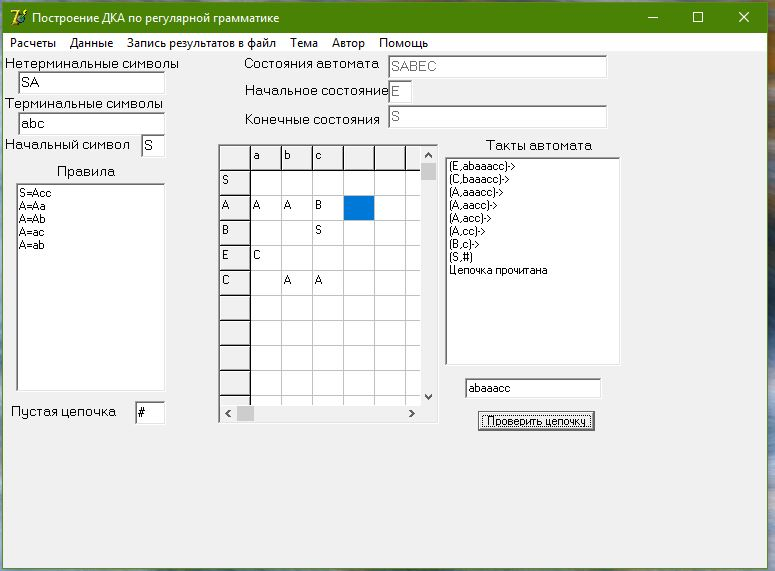 Построение ДКА по регулярной грамматике
Расчеты Данные Запись результатов в файл Тема Автор Помощь
Нетерминальные символы
SA
Терминальные символы
abc
Начальный символ S
Правила
S=Acc
A=Aa
A=Ab
A=ac
A=ab
Пустая цепочка #
Состояния автомата SABEC
Начальное состояние E
Конечные состояния S
a b c
S
A A A B
B S
E C
C A A
Такты автомата
(E,abaaacc)->
(C,baaacc)->
(A,aaacc)->
(A,aacc)->
(A,acc)->
(A,cc)->
(B,c)->
(S,#)
Цепочка прочитана
abaaacc
Проверить цепочку